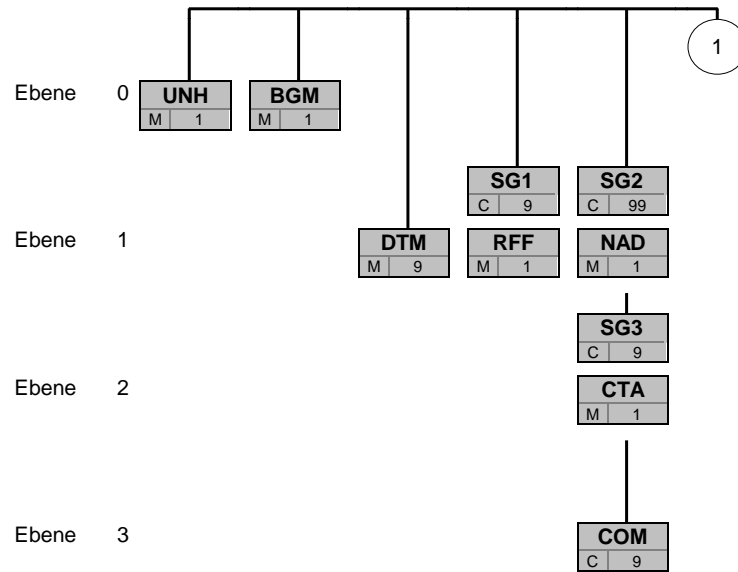 1
Ebene 0 UNH BGM
M 1 M 1
SG1 SG2
C 9 C 99
Ebene 1 DTM RFF NAD
M 9 M 1 M 1
SG3
C 9
Ebene 2 CTA
M 1
Ebene 3 COM
C 9